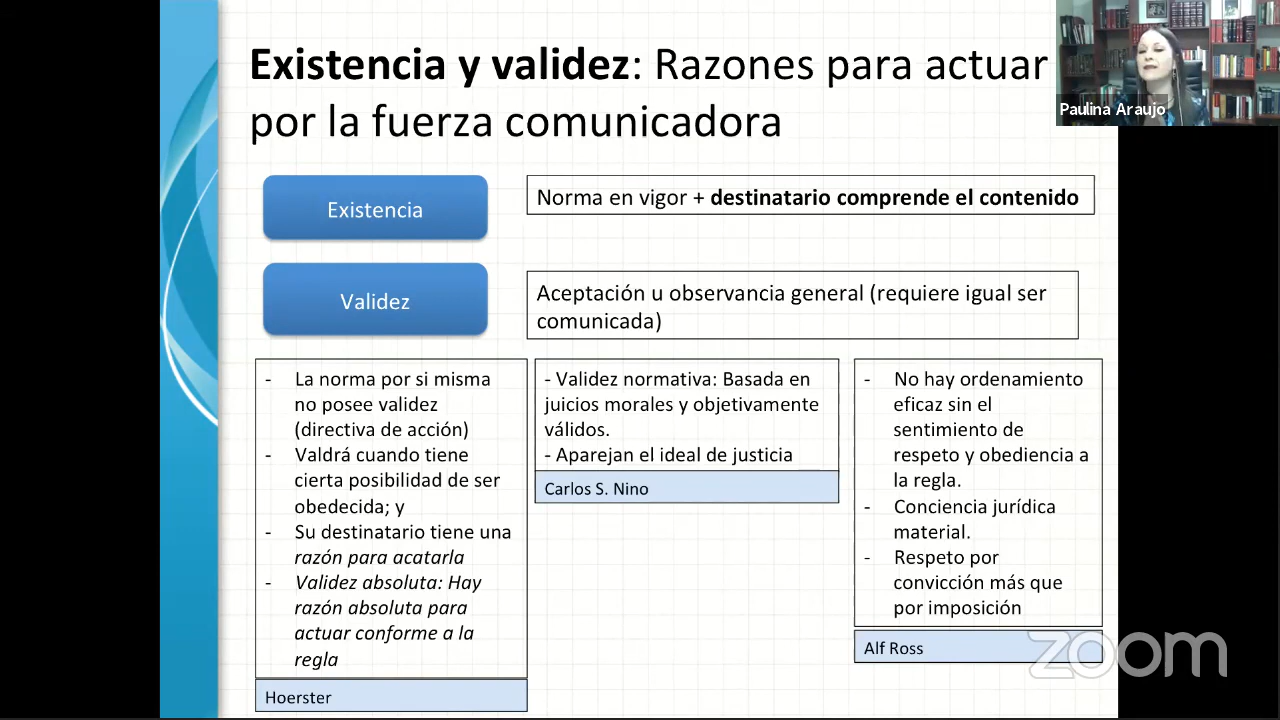 Existencia y validez: Razones para actuar
por la fuerza comunicadora
Paulina Araujo
Existencia
Norma en vigor + destinatario comprende el contenido
Validez
Aceptación u observancia general (requiere igual ser
comunicada)
- La norma por si misma
no posee validez
(directiva de acción)
- Valdrá cuando tiene
cierta posibilidad de ser
obedecida; y
- Su destinatario tiene una
razón para acatarla
- Validez absoluta: Hay
razón absoluta para
actuar conforme a la
regla
Hoerster
- Validez normativa: Basada en
juicios morales y objetivamente
válidos.
- Aparejan el ideal de justicia
Carlos S. Nino
- No hay ordenamiento
eficaz sin el
sentimiento de
respeto y obediencia a
la regla.
- Conciencia jurídica
material.
- Respeto por
convicción más que
por imposición
Alf Ross
zoom